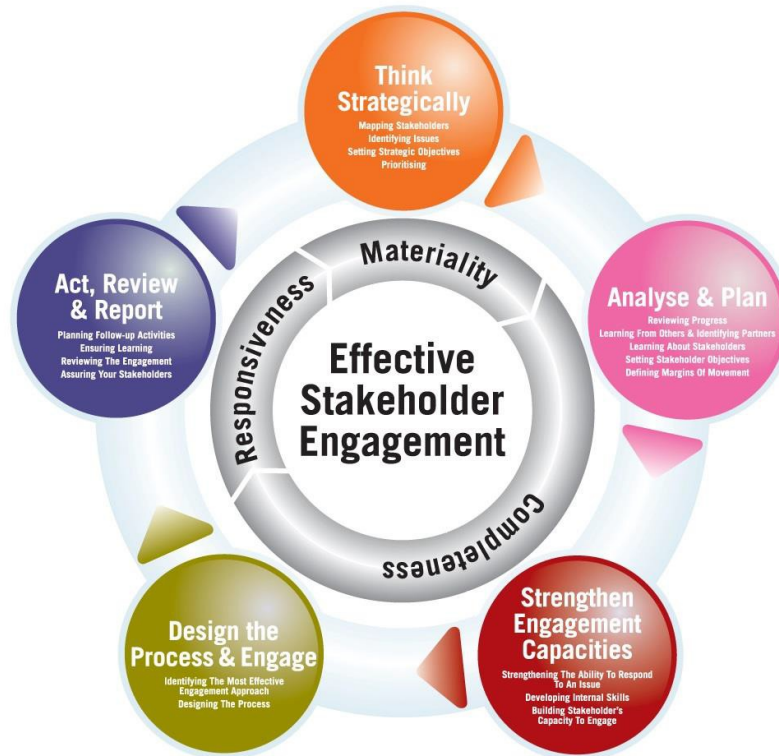 Think
Strategically
Mapping Stakeholders
Identifying Issues
Setting Strategic Objectives
Prioritising
Analyse & Plan
Reviewing Progress
Learning From Others & Identifying Partners
Learning About Stakeholders
Setting Stakeholder Objectives
Defining Margins Of Movement
Strengthen
Engagement
Capacities
Strengthening The Ability To Respond
To An Issue
Developing Internal Skills
Building Stakeholder's
Capacity To Engage
Design the
Process & Engage
Identifying The Most Effective
Engagement Approach
Designing The Process
Act, Review
& Report
Planning Follow-up Activities
Ensuring Learning
Reviewing The Engagement
Assuring Your Stakeholders
Materiality
Completeness
Responsiveness
Effective
Stakeholder
Engagement